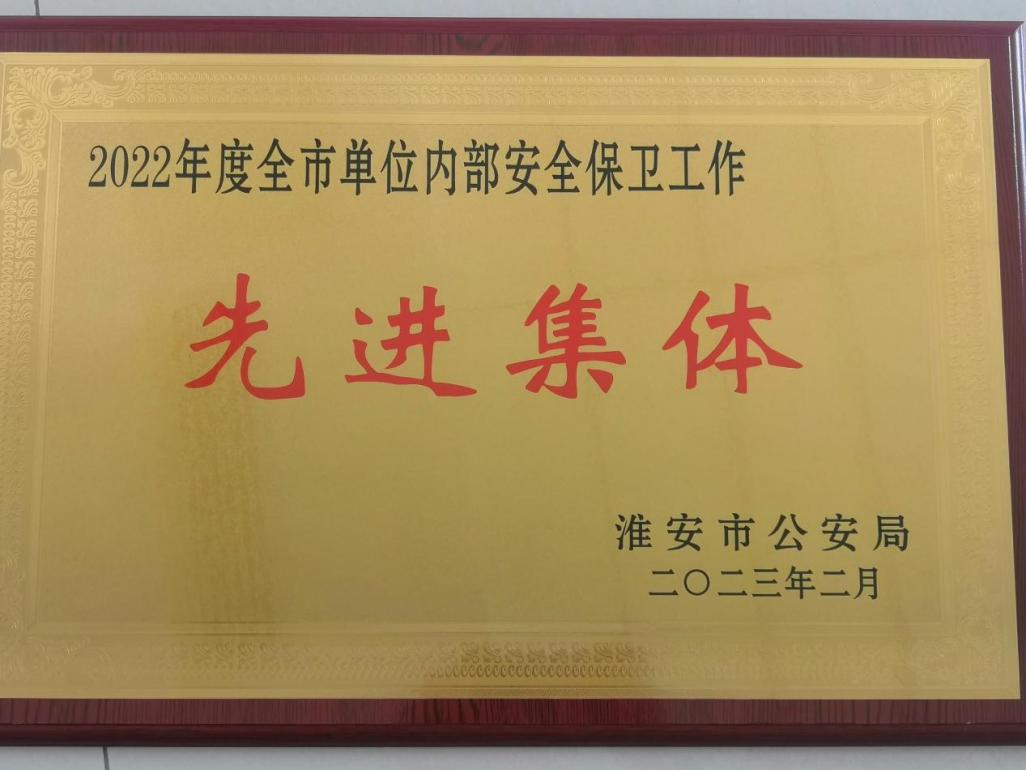 2022年度全市单位内部安全保卫工作
先进集体
淮安市公安局
二〇二三年二月